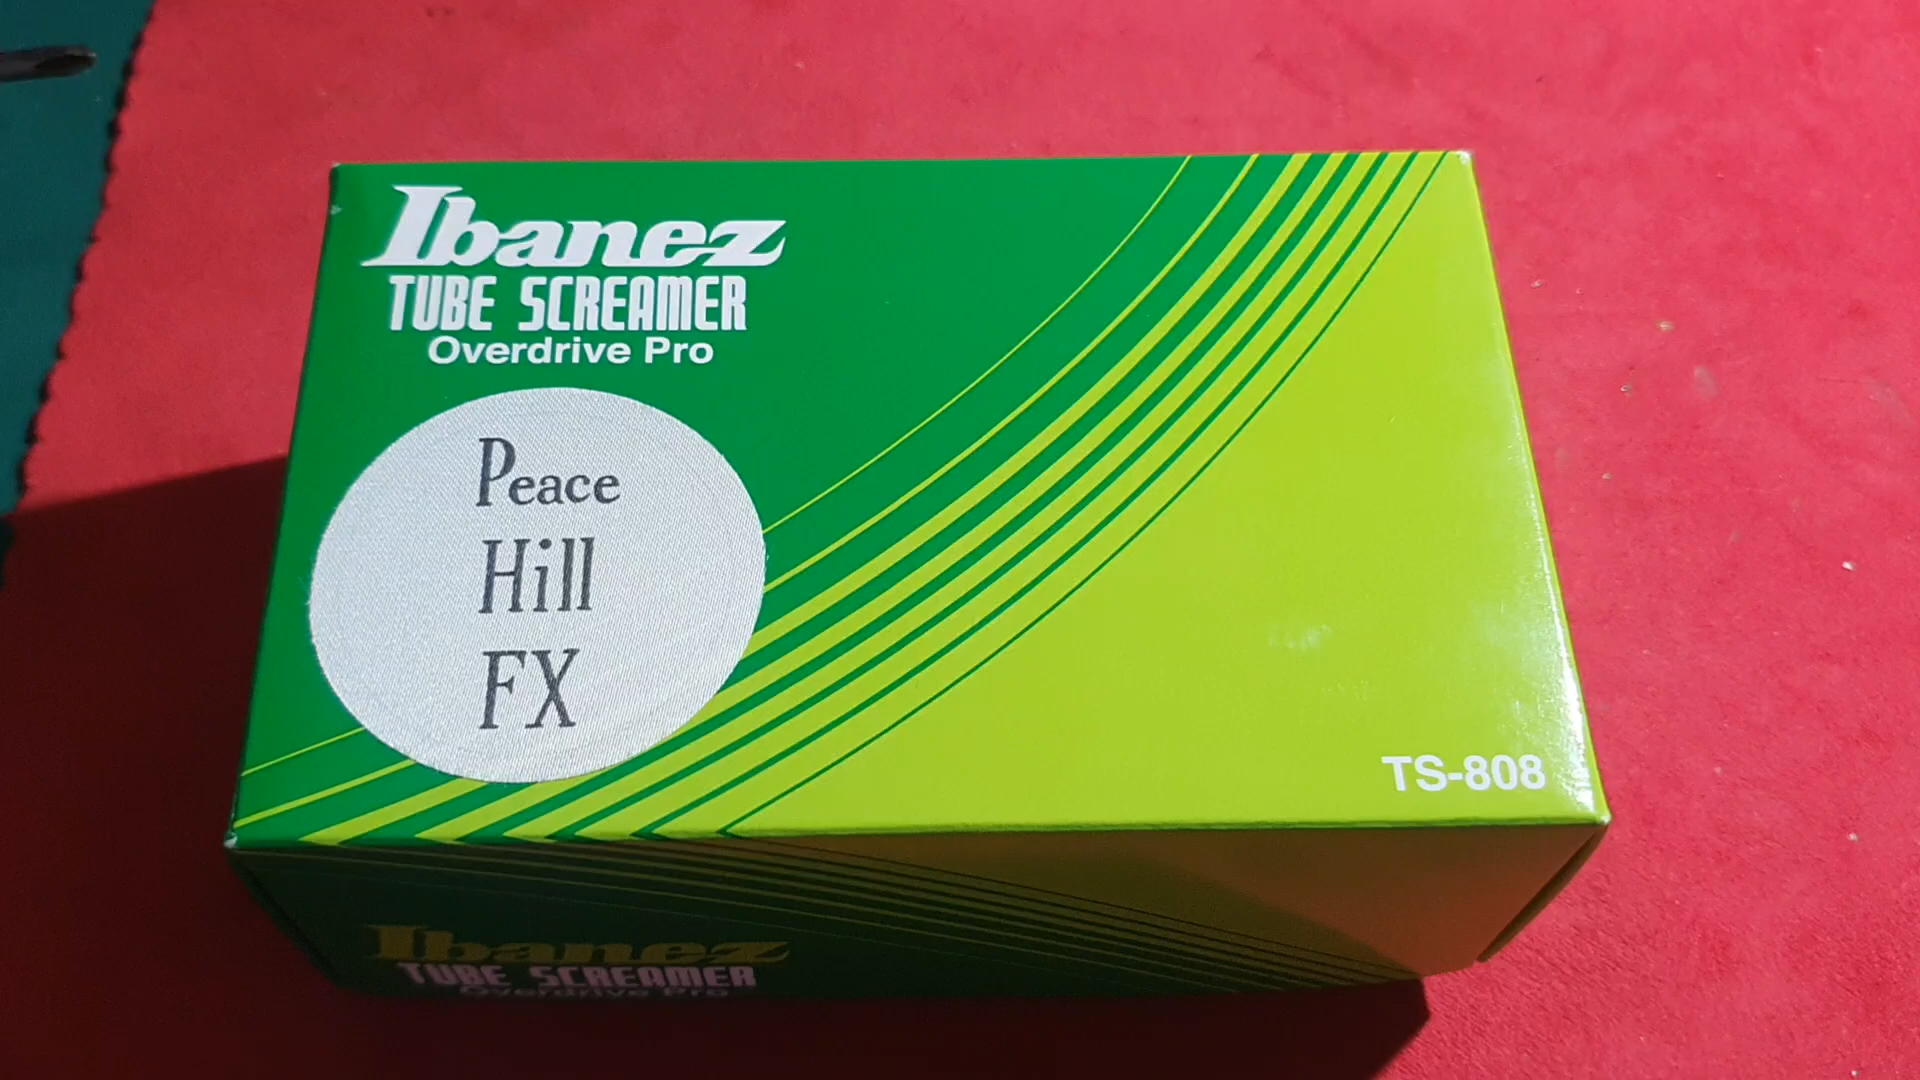 Ibanez
TUBE SCREAMER
Overdrive Pro
Peace
Hill
FX
TS-808
Ibanez
TUBE SCREAMER
Overdrive Pro